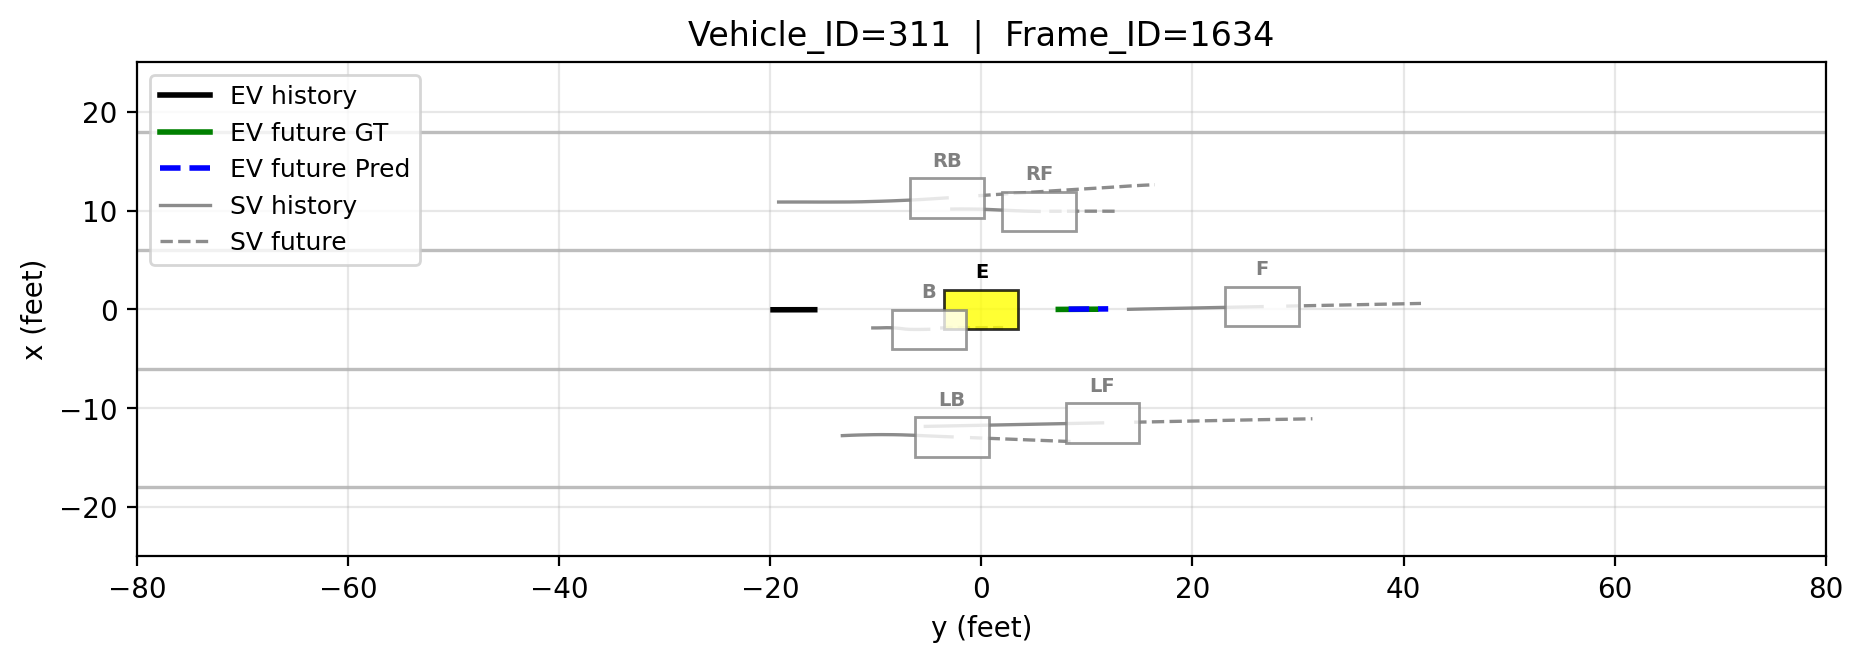 Vehicle_ID=311  |  Frame_ID=1634
EV history
EV future GT
EV future Pred
SV history
SV future
RB
RF
E
F
B
LF
LB
20
10
0
−10
−20
x (feet)
−80
−60
−40
−20
0
20
40
60
80
y (feet)